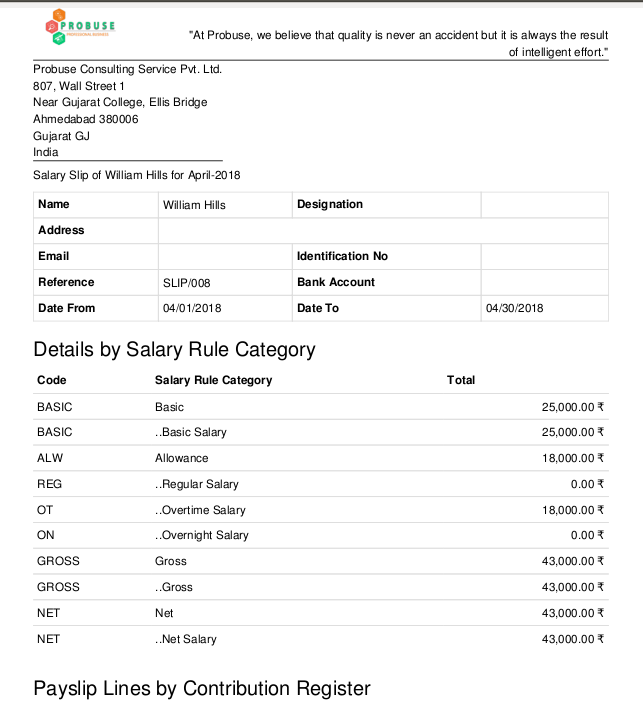 PROBUSE
"At Probuse, we believe that quality is never an accident but it is always the result
of intelligent effort."
Probuse Consulting Service Pvt. Ltd.
807, Wall Street 1
Near Gujarat College, Ellis Bridge
Ahmedabad 380006
Gujarat GJ
India
Salary Slip of William Hills for April-2018
Name William Hills Designation
Address
Email Identification No
Reference SLIP/008 Bank Account
Date From 04/01/2018 Date To 04/30/2018
Details by Salary Rule Category
Code Salary Rule Category Total
BASIC Basic 25,000.00 ₹
BASIC ..Basic Salary 25,000.00 ₹
ALW Allowance 18,000.00 ₹
REG ..Regular Salary 0.00 ₹
OT ..Overtime Salary 18,000.00 ₹
ON ..Overnight Salary 0.00 ₹
GROSS Gross 43,000.00 ₹
GROSS ..Gross 43,000.00 ₹
NET Net 43,000.00 ₹
NET ..Net Salary 43,000.00 ₹
Payslip Lines by Contribution Register